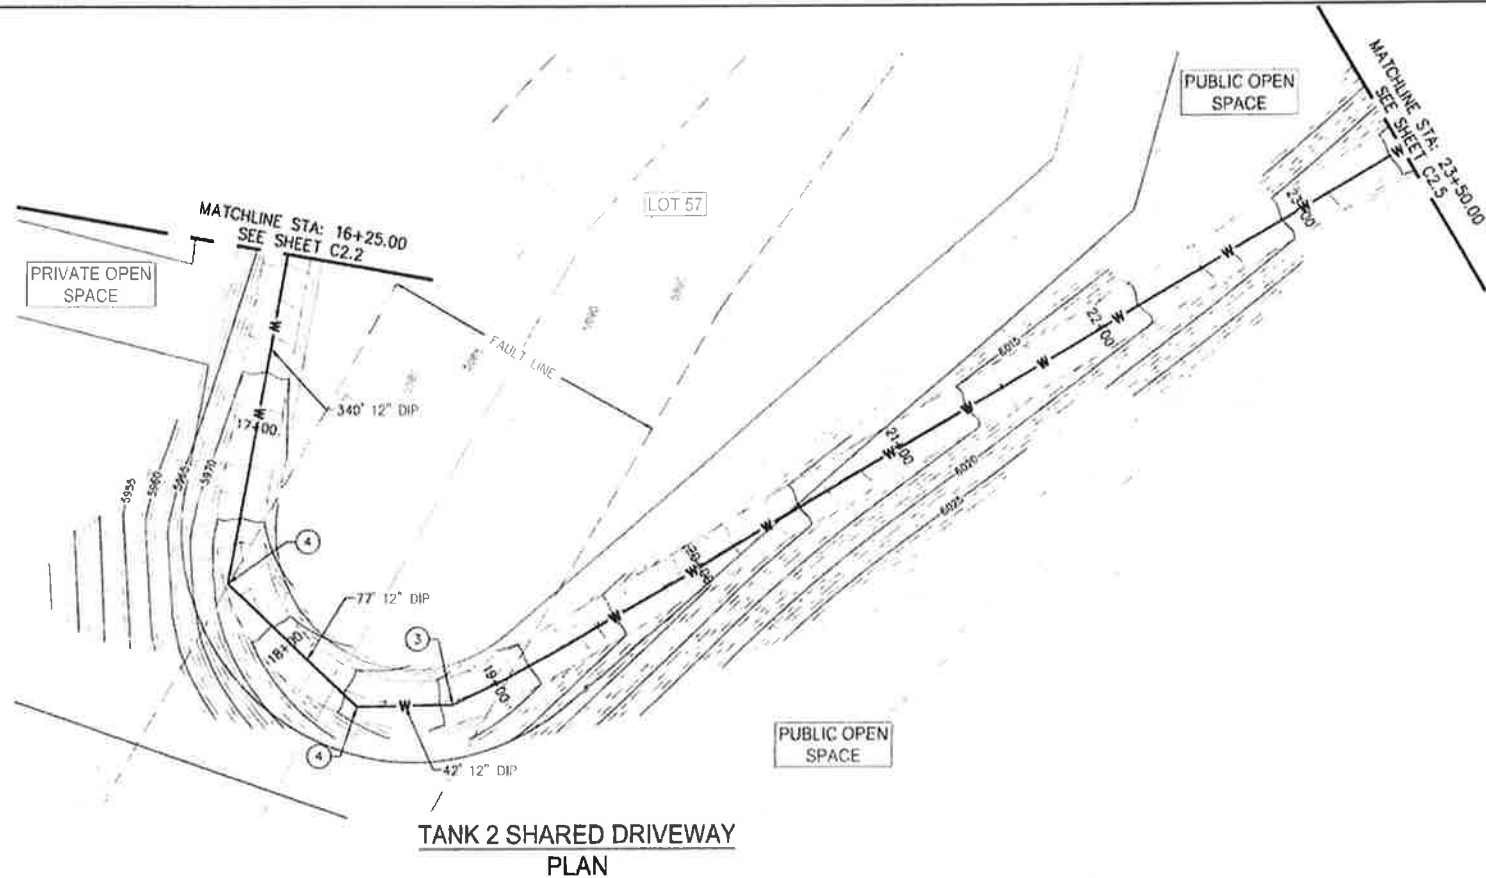 PUBLIC OPEN
SPACE
MATCHLINE STA: 23+50.00
SEE SHEET C2.5
W
23+00
LOT 57
MATCHLINE STA: 16+25.00
SEE SHEET C2.2
PRIVATE OPEN
SPACE
W
W
22+00
5890
FAULT LINE
6015
W
W
340' 12" DIP
W
17+00
W
21+00
W
5955
5960
5965
5970
6020
6025
W
4
20+00
W
77' 12" DIP
W
3
18+00
19+00
W
4
42' 12" DIP
PUBLIC OPEN
SPACE
TANK 2 SHARED DRIVEWAY
PLAN